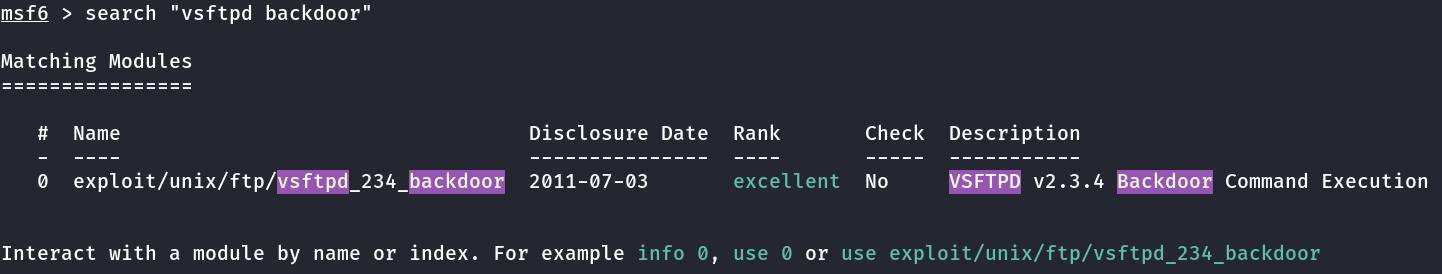 msf6 > search "vsftpd backdoor"
Matching Modules
================
#  Name                                  Disclosure Date  Rank       Check  Description
-  ----                                  ---------------  ----       -----  -----------
0  exploit/unix/ftp/vsftpd_234_backdoor  2011-07-03       excellent  No     VSFTPD v2.3.4 Backdoor Command Execution
Interact with a module by name or index. For example info 0, use 0 or use exploit/unix/ftp/vsftpd_234_backdoor